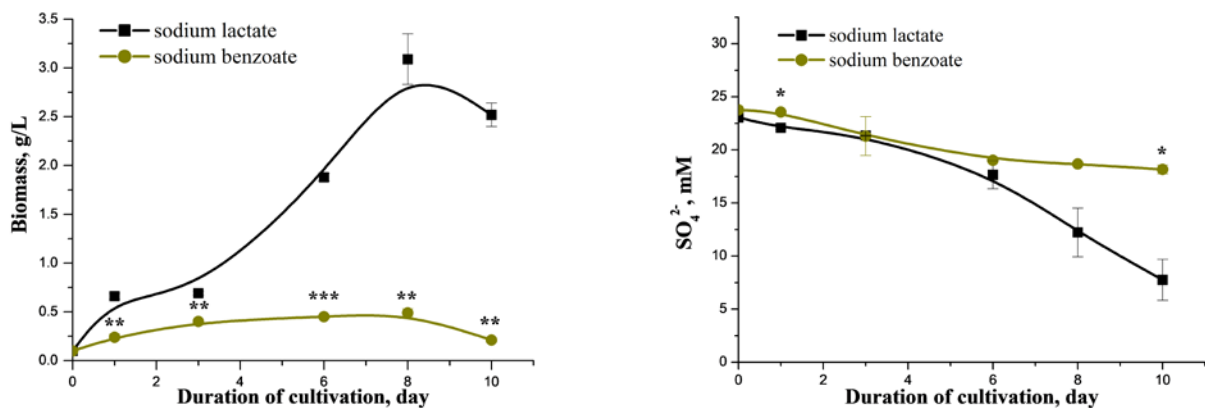 3.5
sodium lactate
sodium benzoate
3.0
2.5
2.0
1.5
1.0
0.5
0.0
Biomass, g/L
**
**
***
**
**
0 2 4 6 8 10
Duration of cultivation, day
30
sodium lactate
sodium benzoate
25
20
15
10
5
0
SO₄²⁻, mM
*
*
0 2 4 6 8 10
Duration of cultivation, day